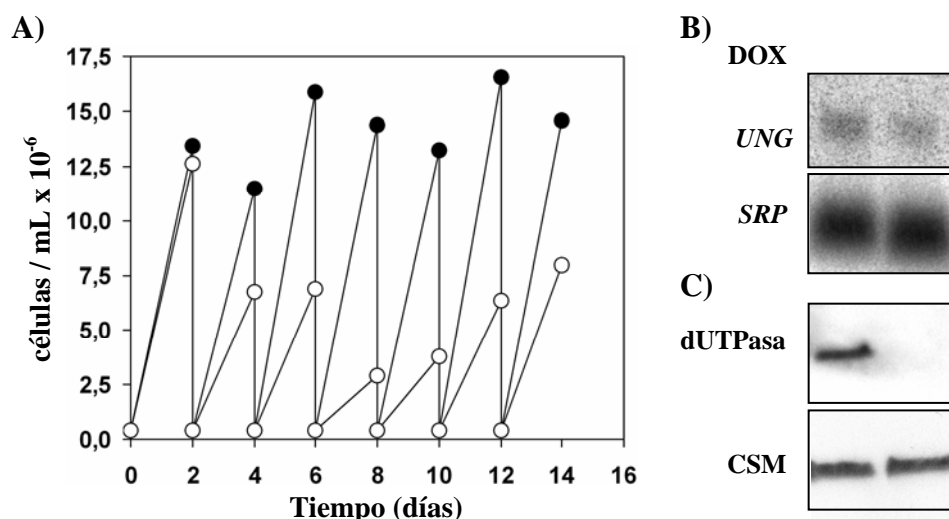 A)
células / mL x 10-6
17,5
15,0
12,5
10,0
7,5
5,0
2,5
0,0
0 2 4 6 8 10 12 14 16
Tiempo (días)
B)
DOX
UNG
SRP
C)
dUTPasa
CSM